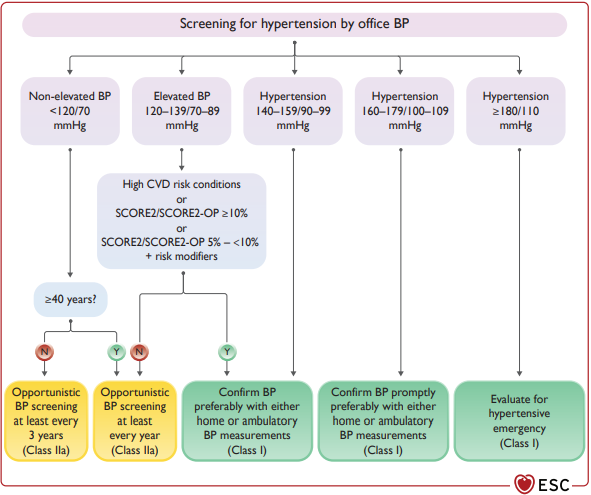 Screening for hypertension by office BP
Non-elevated BP
<120/70
mmHg
Elevated BP
120–139/70–89
mmHg
Hypertension
140–159/90–99
mmHg
Hypertension
160–179/100–109
mmHg
Hypertension
≥180/110
mmHg
High CVD risk conditions
or
SCORE2/SCORE2-OP ≥10%
or
SCORE2/SCORE2-OP 5% – <10%
+ risk modifiers
≥40 years?
N
Y
N
Y
Opportunistic
BP screening
at least every
3 years
(Class IIa)
Opportunistic
BP screening
at least
every year
(Class IIa)
Confirm BP
preferably with either
home or ambulatory
BP measurements
(Class I)
Confirm BP promptly
preferably with either
home or ambulatory
BP measurements
(Class I)
Evaluate for
hypertensive
emergency
(Class I)
ESC